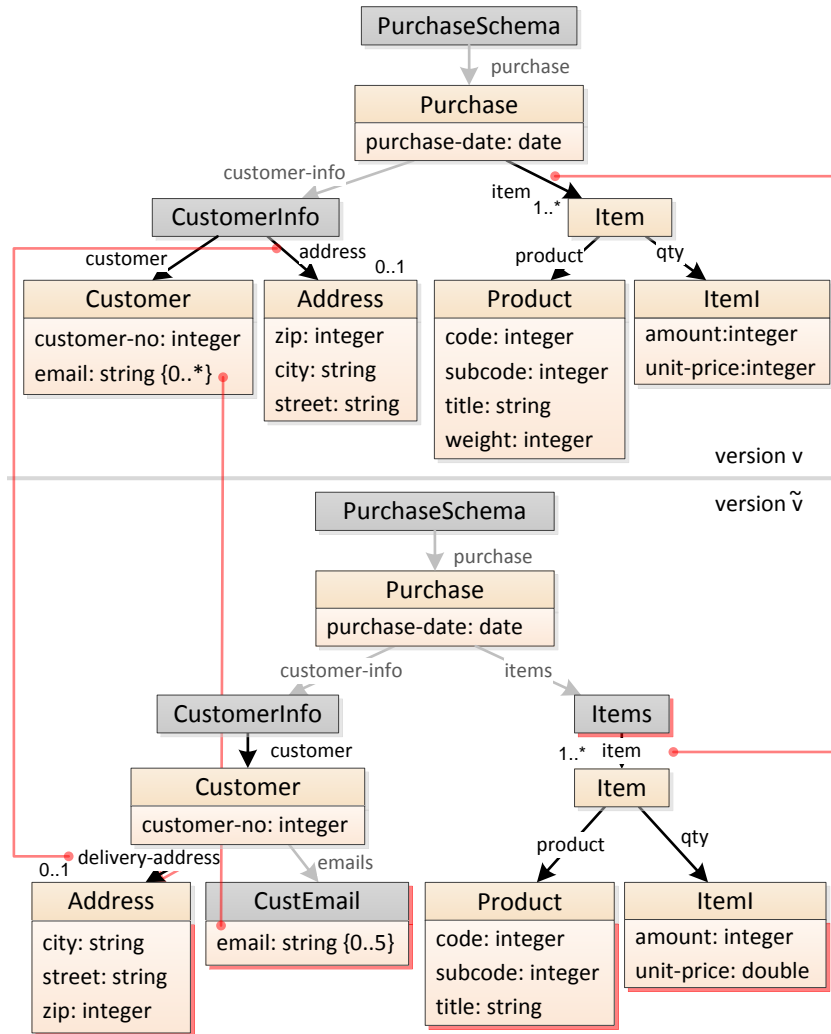 PurchaseSchema
purchase
Purchase
purchase-date: date
customer-info
item
1..*
CustomerInfo
Item
customer
address
0..1
product
qty
Customer
customer-no: integer
email: string {0..*}
Address
zip: integer
city: string
street: string
Product
code: integer
subcode: integer
title: string
weight: integer
ItemI
amount:integer
unit-price:integer
version v
version ṽ
PurchaseSchema
purchase
Purchase
purchase-date: date
customer-info
items
CustomerInfo
Items
customer
1..*
item
Customer
customer-no: integer
Item
delivery-address
0..1
emails
product
qty
Address
city: string
street: string
zip: integer
CustEmail
email: string {0..5}
Product
code: integer
subcode: integer
title: string
ItemI
amount: integer
unit-price: double